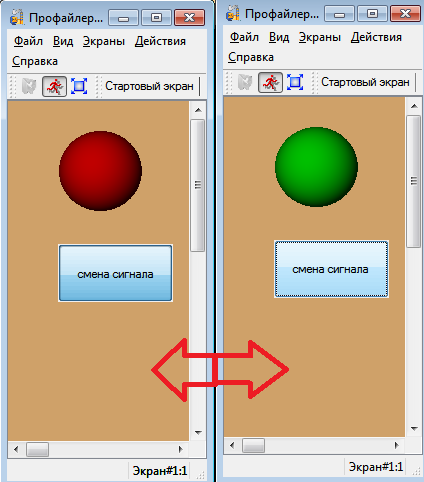 Профайлер...
Файл Вид Экраны Действия
Справка
Стартовый экран
смена сигнала
Экран#1:1
Профайлер...
Файл Вид Экраны Действия
Справка
Стартовый экран
смена сигнала
Экран#1:1